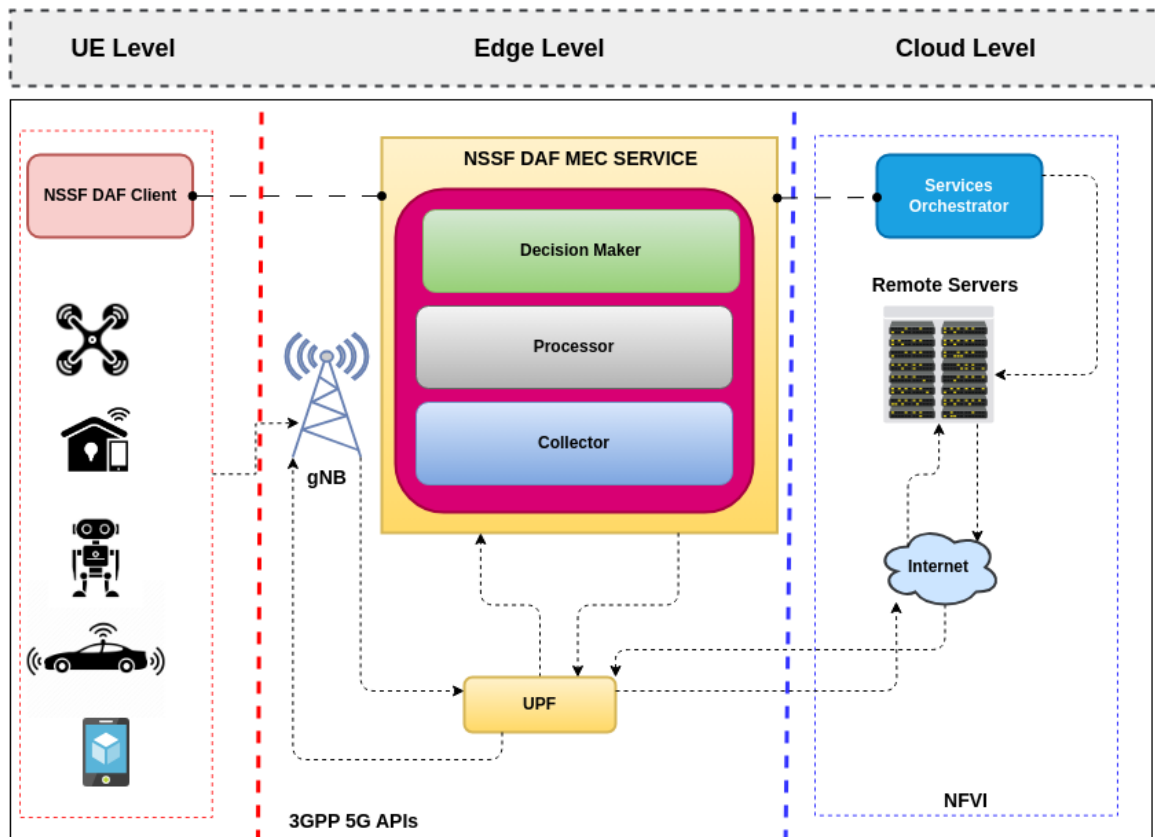 UE Level
Edge Level
Cloud Level
NSSF DAF Client
NSSF DAF MEC SERVICE
Decision Maker
Processor
Collector
gNB
UPF
3GPP 5G APIs
Services
Orchestrator
Remote Servers
Internet
NFVI